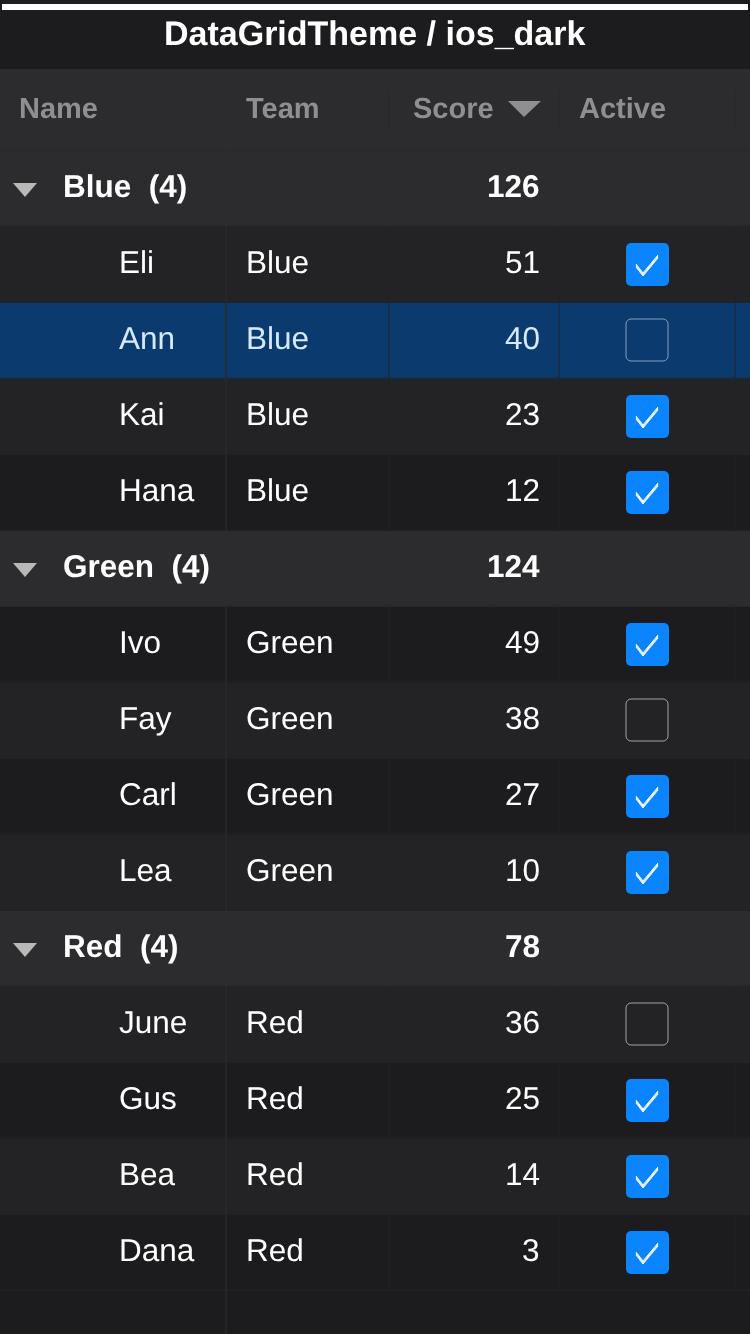 DataGridTheme / ios_dark
Name Team Score Active
Blue (4) 126
Eli Blue 51
Ann Blue 40
Kai Blue 23
Hana Blue 12
Green (4) 124
Ivo Green 49
Fay Green 38
Carl Green 27
Lea Green 10
Red (4) 78
June Red 36
Gus Red 25
Bea Red 14
Dana Red 3